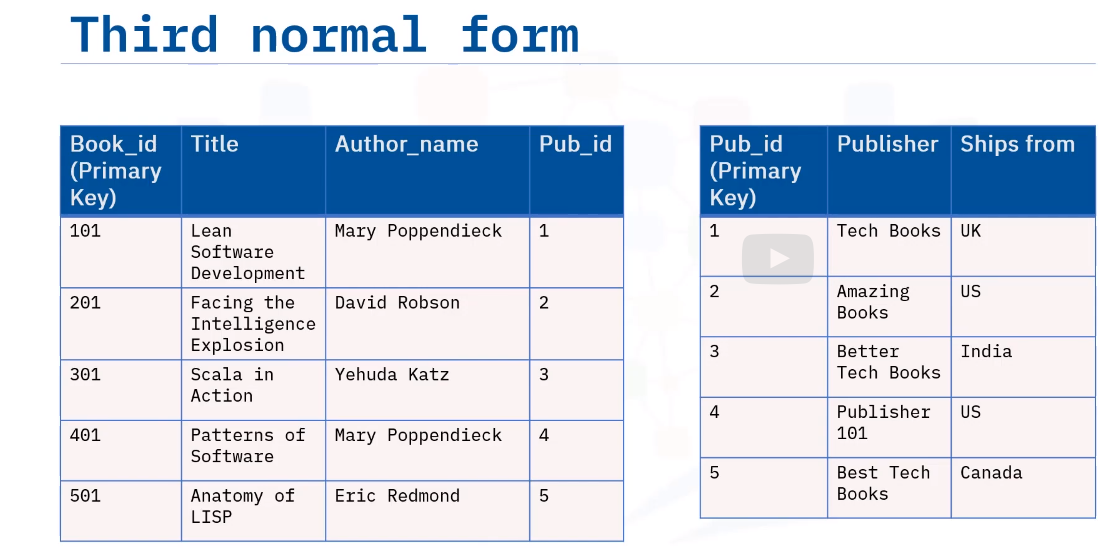 Third normal form
Book_id Title Author_name Pub_id
(Primary
Key)
101 Lean Mary Poppendieck 1
Software
Development
201 Facing the David Robson 2
Intelligence
Explosion
301 Scala in Yehuda Katz 3
Action
401 Patterns of Mary Poppendieck 4
Software
501 Anatomy of Eric Redmond 5
LISP
Pub_id Publisher Ships from
(Primary
Key)
1 Tech Books UK
2 Amazing US
Books
3 Better India
Tech Books
4 Publisher US
101
5 Best Tech Canada
Books